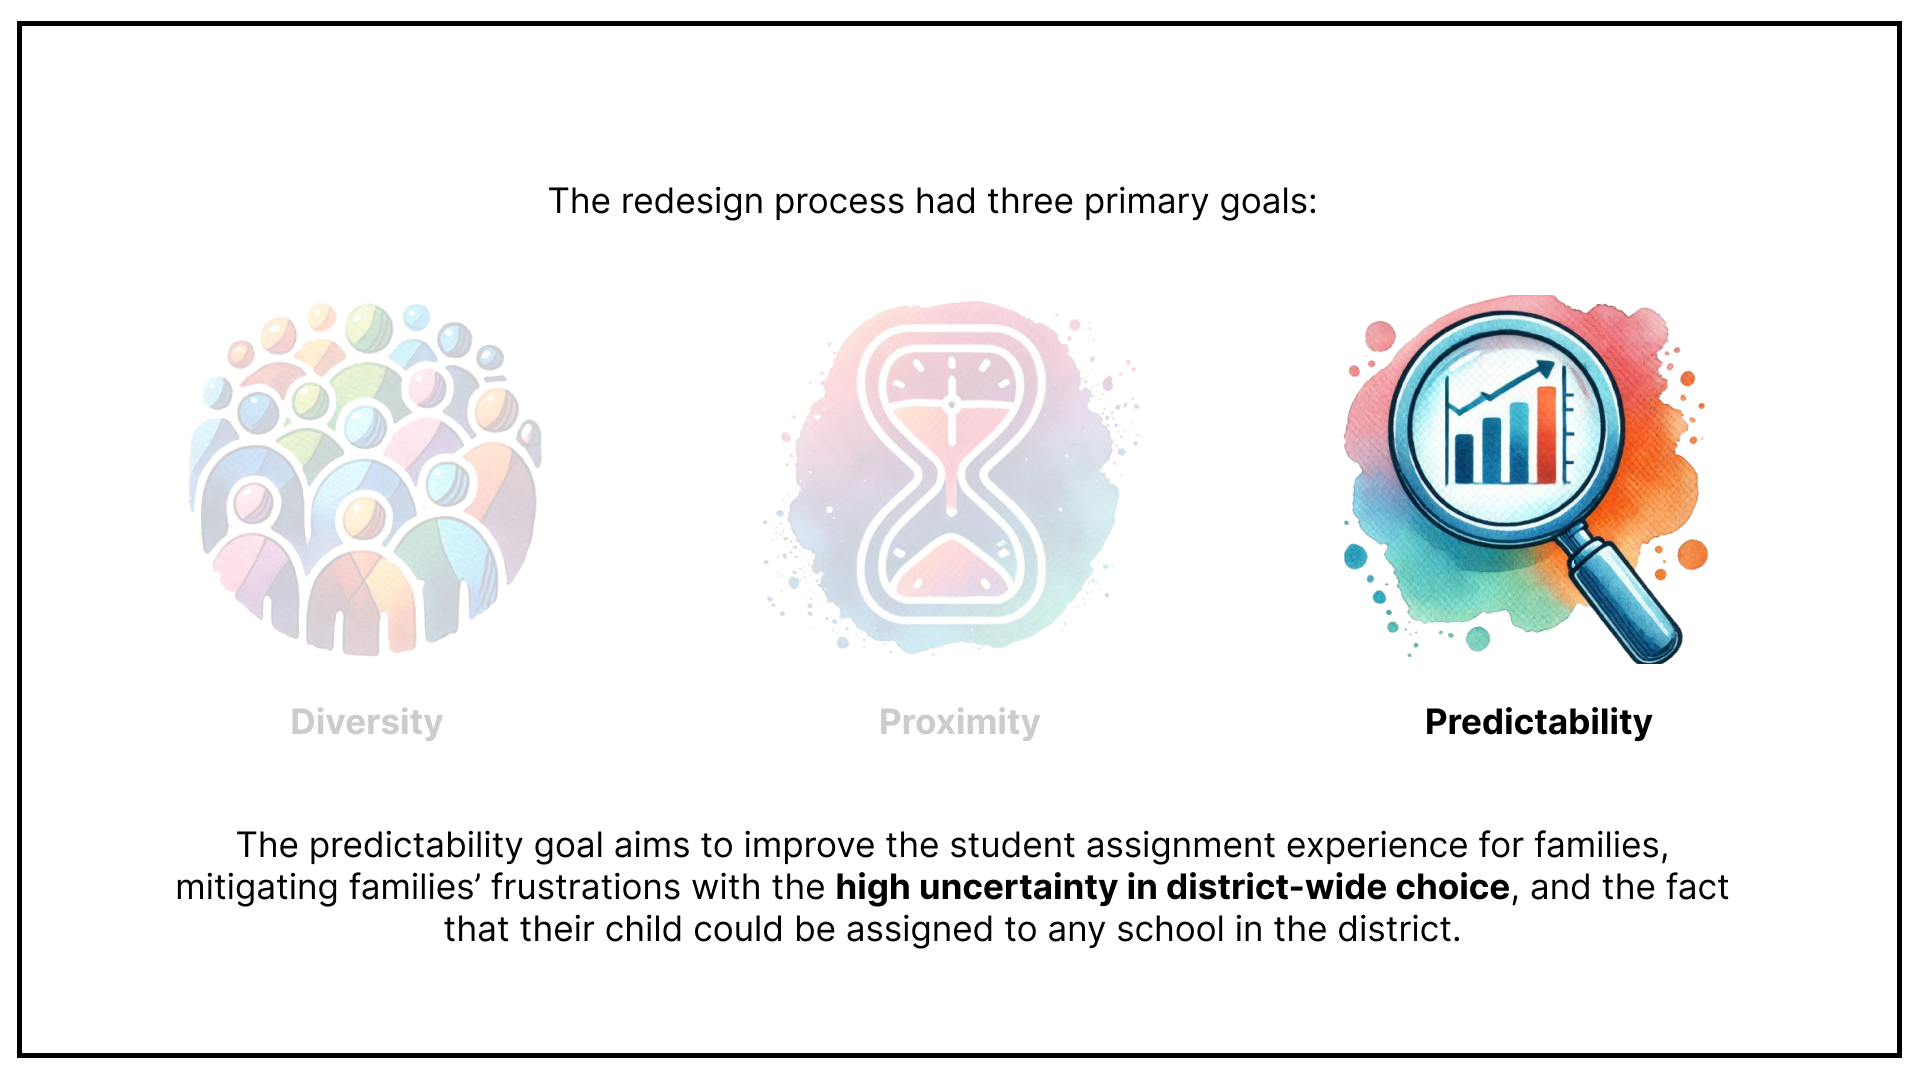 The redesign process had three primary goals:
Diversity
Proximity
Predictability
The predictability goal aims to improve the student assignment experience for families,
mitigating families’ frustrations with the high uncertainty in district-wide choice, and the fact
that their child could be assigned to any school in the district.